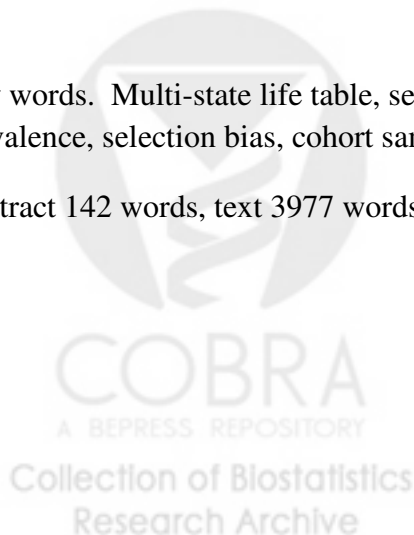 words. Multi-state life table, se
valence, selection bias, cohort sar
tract 142 words, text 3977 words
COBRA
A BEPRESS REPOSITORY
Collection of Biostatistics
Research Archive